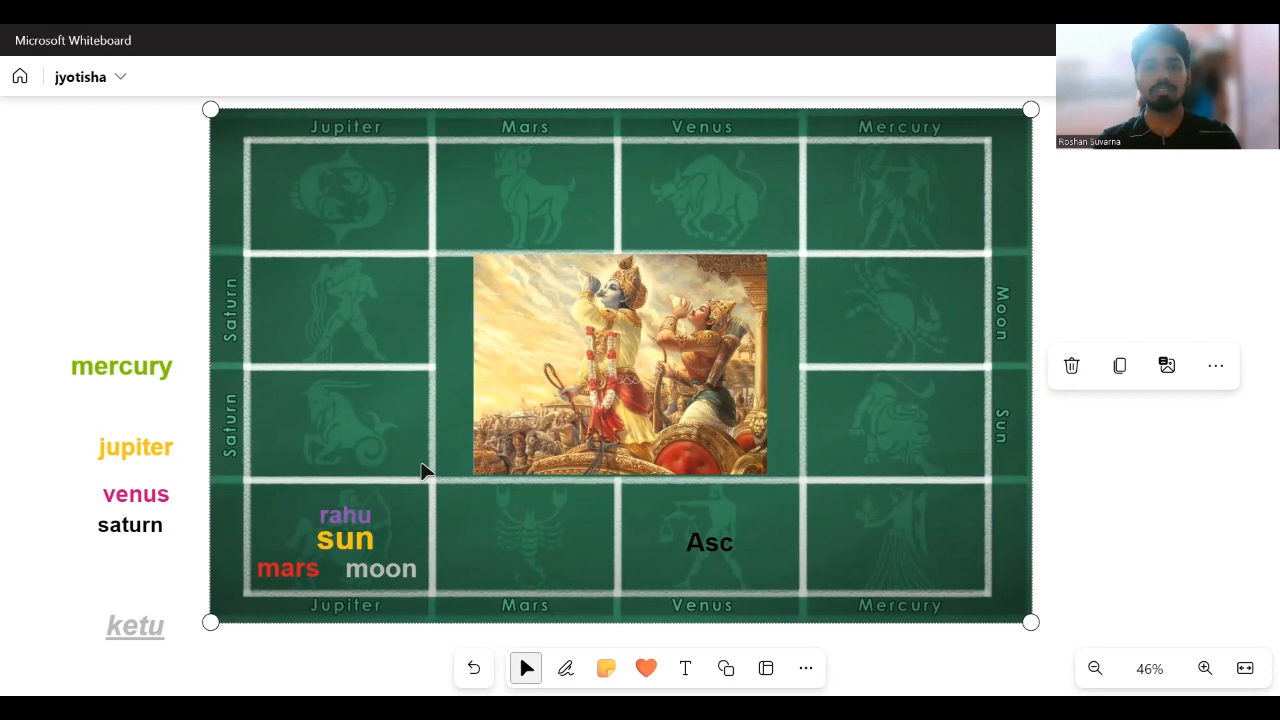 Microsoft Whiteboard
jyotisha
Roshan Suvarna
Jupiter Mars Venus Mercury
Saturn
Moon
mercury
Saturn
Sun
jupiter
venus
saturn
rahu
sun
Asc
mars moon
Jupiter Mars Venus Mercury
ketu
46%